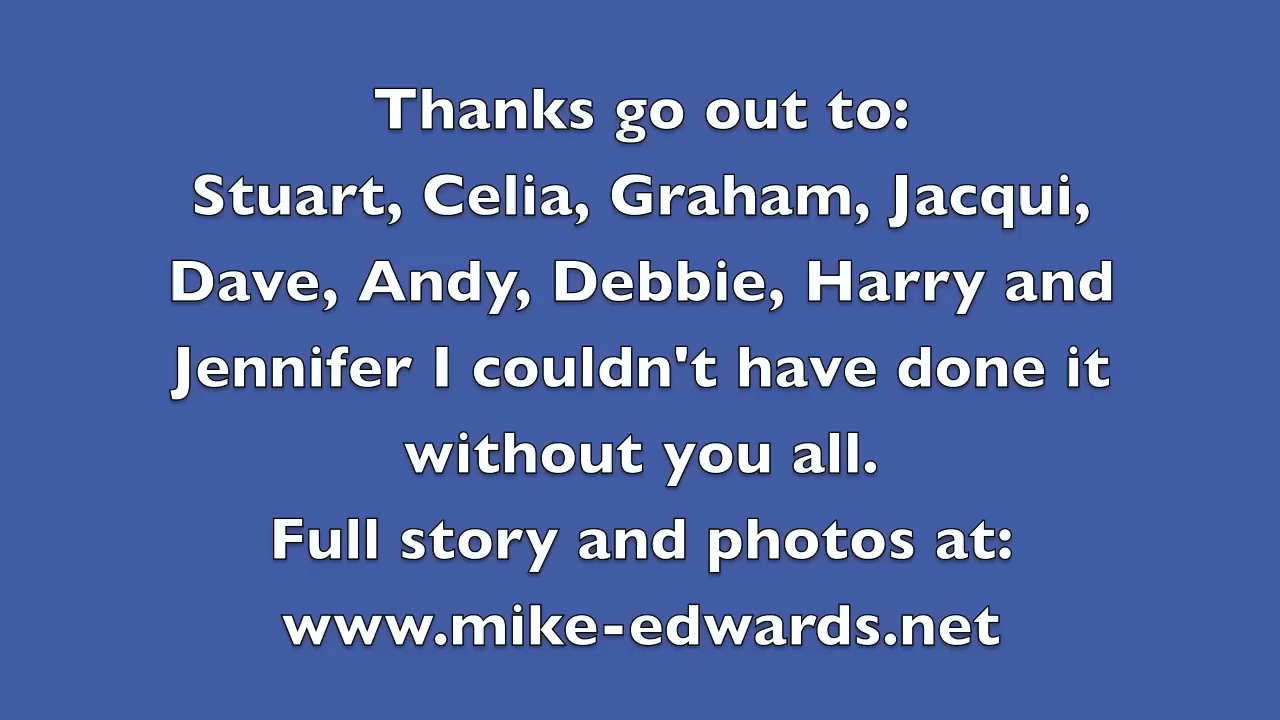 Thanks go out to:
Stuart, Celia, Graham, Jacqui,
Dave, Andy, Debbie, Harry and
Jennifer I couldn't have done it
without you all.
Full story and photos at:
www.mike-edwards.net